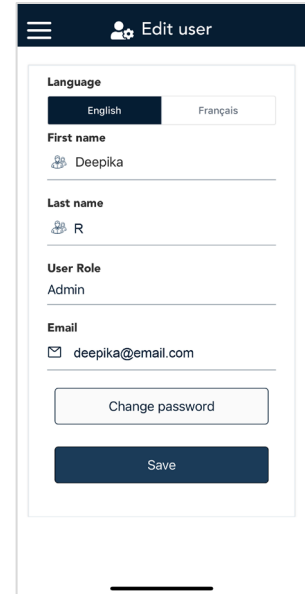 Edit user
Language
English Français
First name
Deepika
Last name
R
User Role
Admin
Email
deepika@email.com
Change password
Save